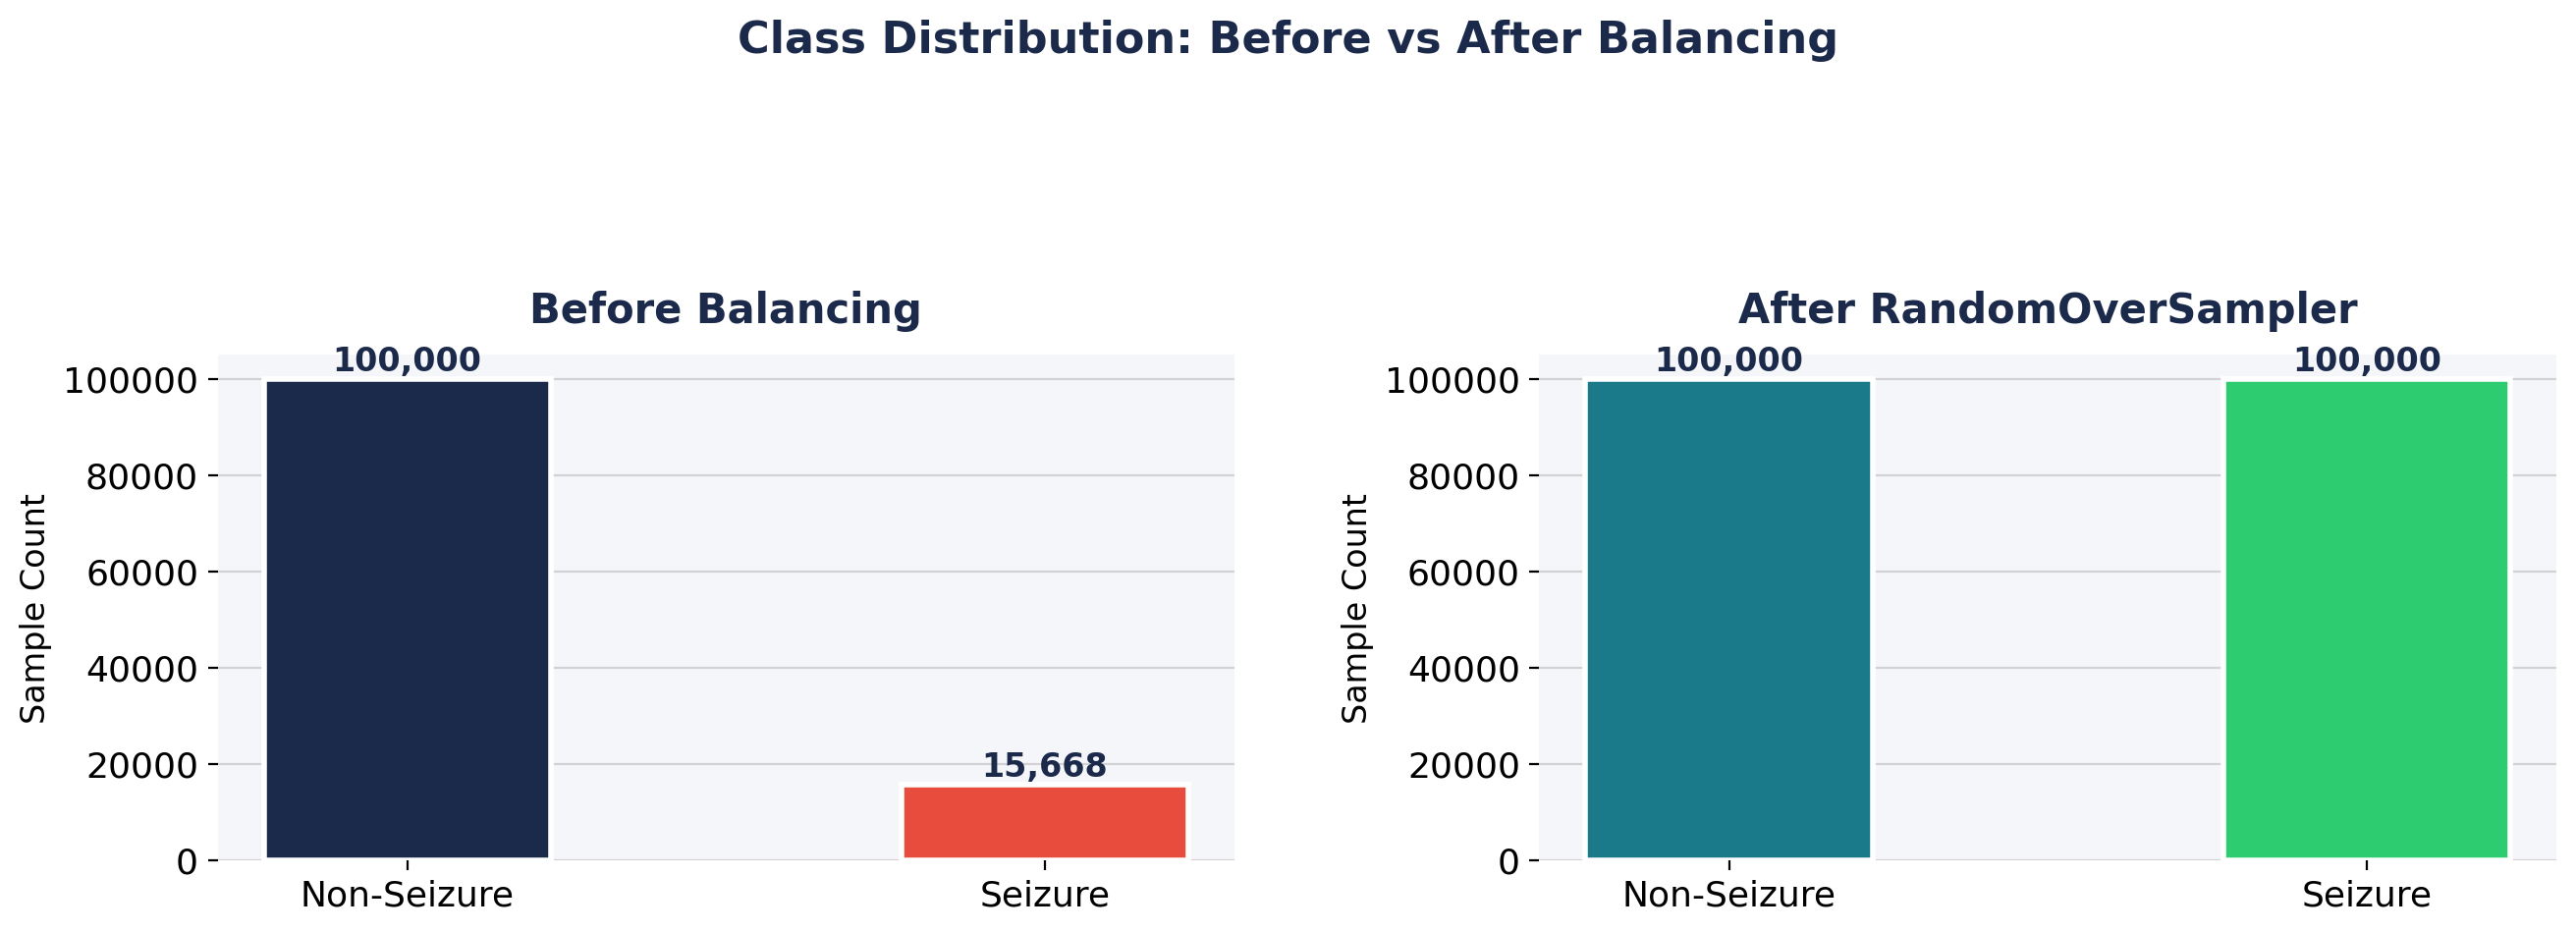 Class Distribution: Before vs After Balancing
Before Balancing
100,000
15,668
100000
80000
60000
40000
20000
0
Sample Count
Non-Seizure
Seizure
After RandomOverSampler
100,000
100,000
100000
80000
60000
40000
20000
0
Sample Count
Non-Seizure
Seizure